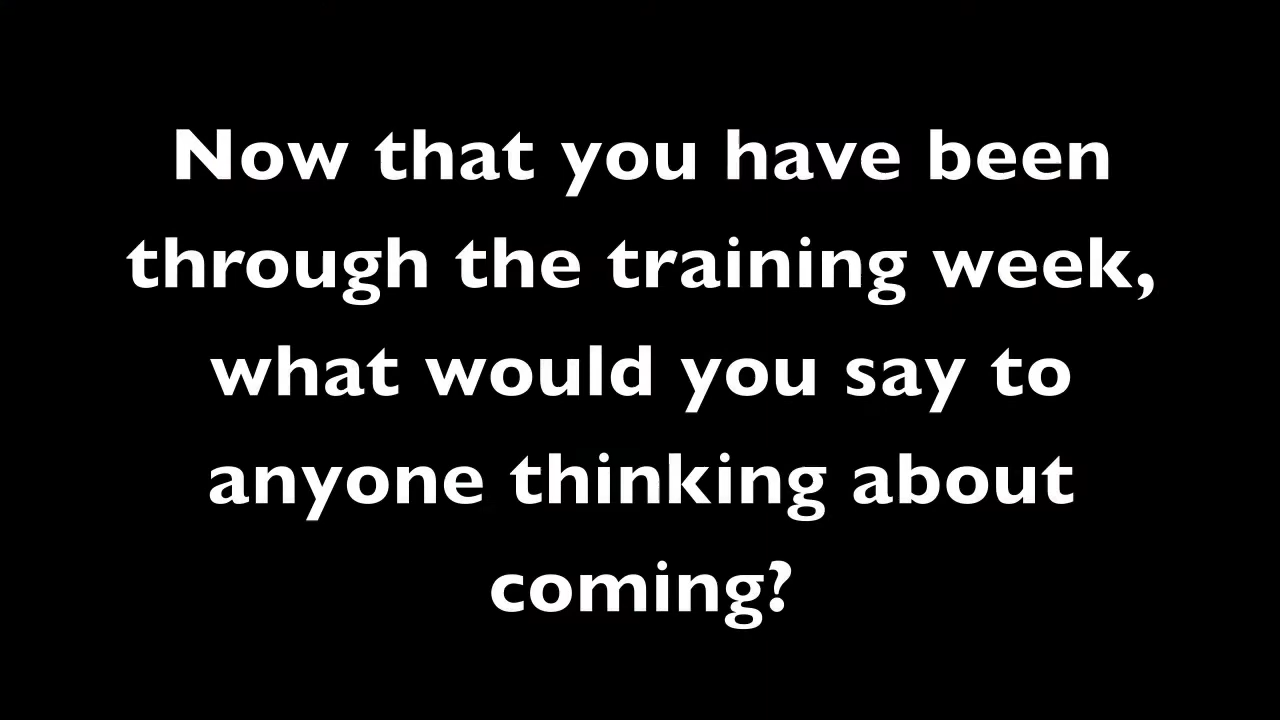 Now that you have been
through the training week,
what would you say to
anyone thinking about
coming?